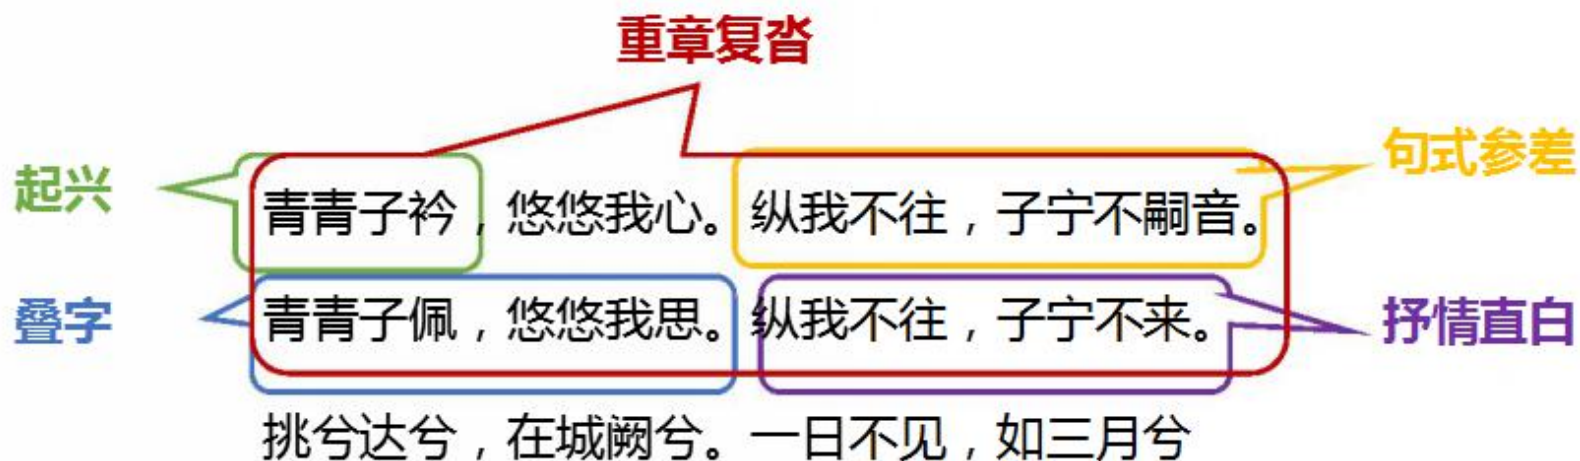 重章复沓
句式参差
起兴
青青子衿，悠悠我心。纵我不往，子宁不嗣音。
叠字
青青子佩，悠悠我思。纵我不往，子宁不来。
抒情直白
挑兮达兮，在城阙兮。一日不见，如三月兮